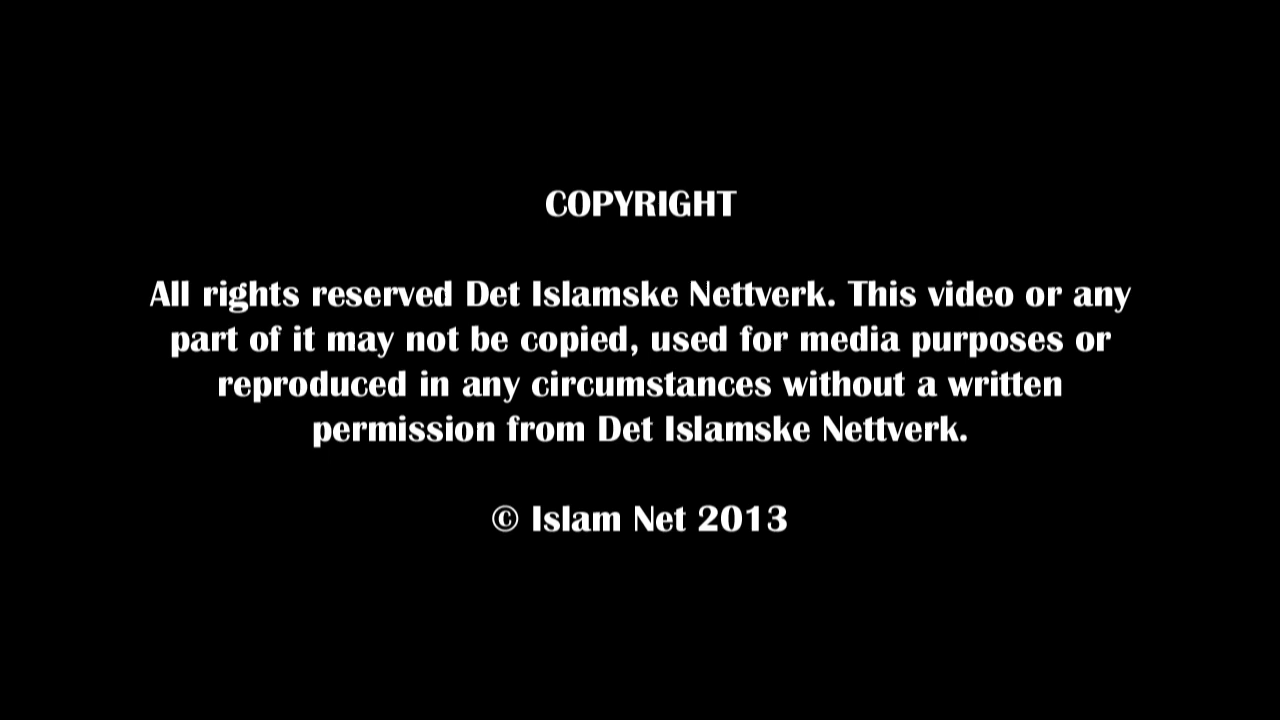 COPYRIGHT
All rights reserved Det Islamske Nettverk. This video or any
part of it may not be copied, used for media purposes or
reproduced in any circumstances without a written
permission from Det Islamske Nettverk.
© Islam Net 2013